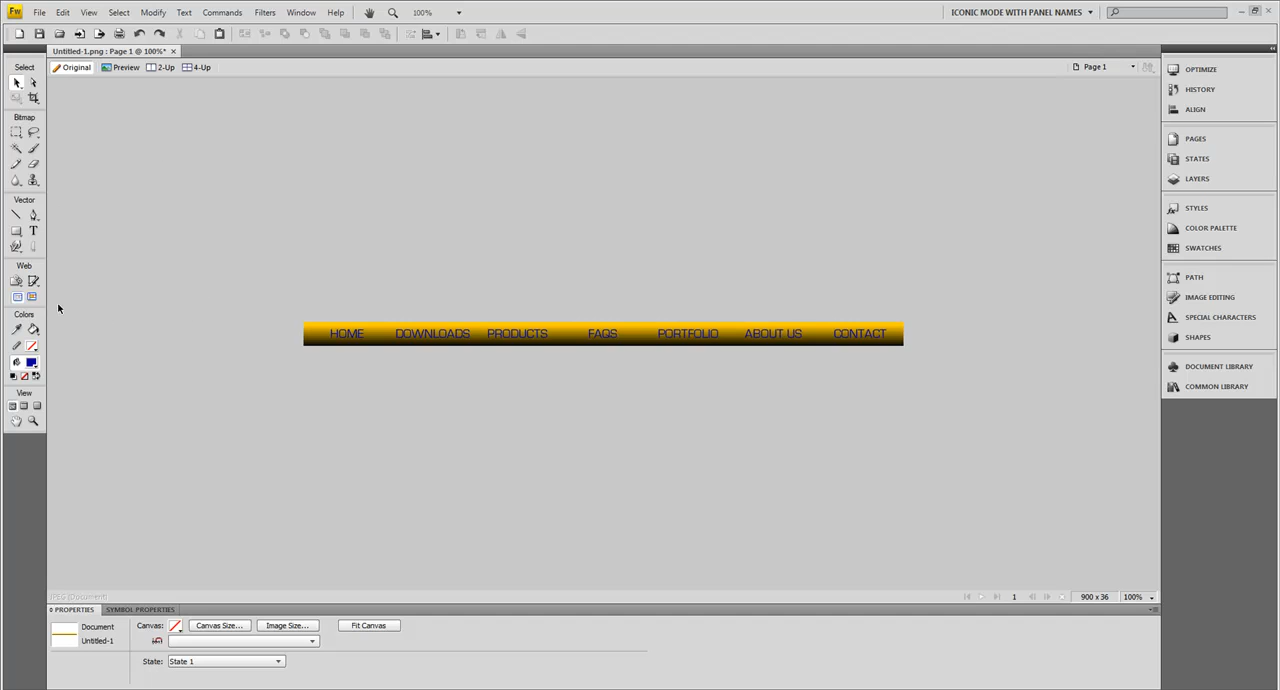 Fw File Edit View Select Modify Text Commands Filters Window Help 100% ICONIC MODE WITH PANEL NAMES
Untitled-1.png : Page 1 @ 100%*
Original Preview 2-Up 4-Up Page 1
Select
Bitmap
Vector
T
Web
Colors
View
OPTIMIZE
HISTORY
ALIGN
PAGES
STATES
LAYERS
STYLES
COLOR PALETTE
SWATCHES
PATH
IMAGE EDITING
SPECIAL CHARACTERS
SHAPES
DOCUMENT LIBRARY
COMMON LIBRARY
HOME DOWNLOADS PRODUCTS FAQS PORTFOLIO ABOUT US CONTACT
JPEG (Document) 1 900 x 36 100%
PROPERTIES SYMBOL PROPERTIES
Document Canvas: Canvas Size... Image Size... Fit Canvas
Untitled-1
State: State 1